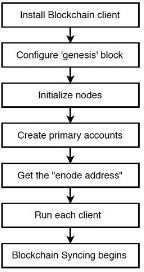 Install Blockchain client
Configure 'genesis' block
Initialize nodes
Create primary accounts
Get the "enode address"
Run each client
Blockchain Syncing begins